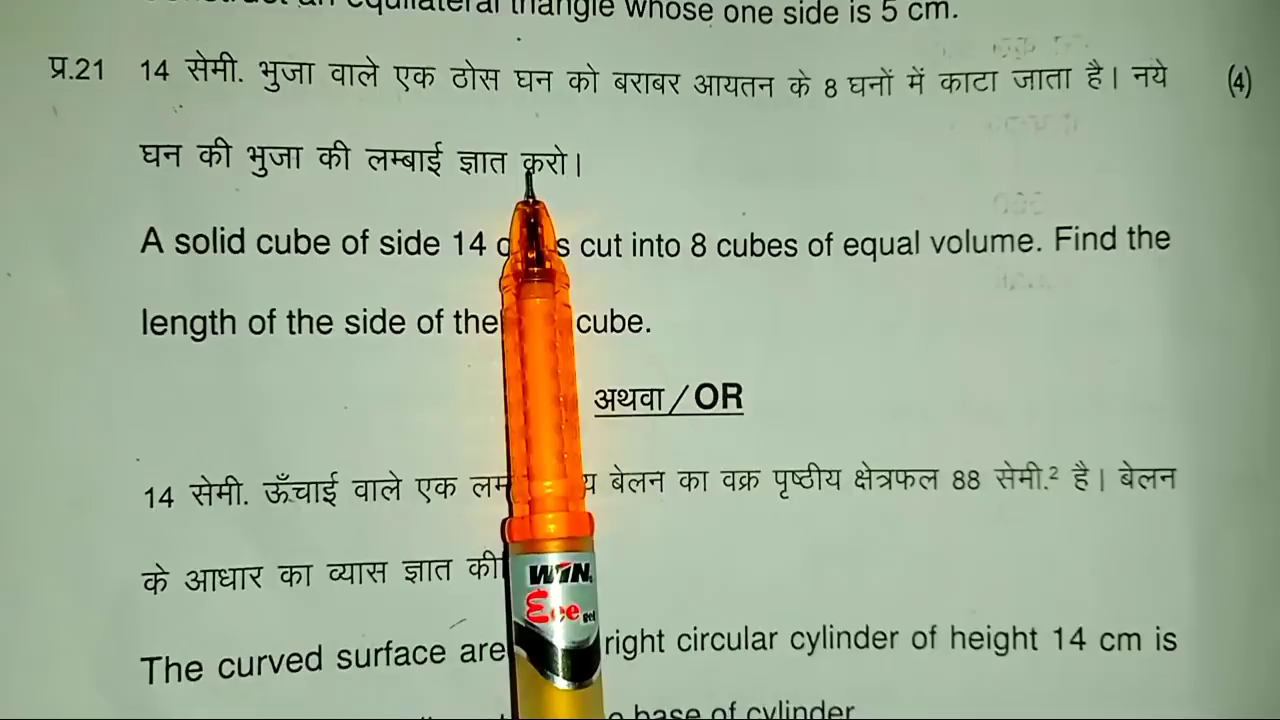 Construct an equilateral triangle whose one side is 5 cm.
प्र.21 14 सेमी. भुजा वाले एक ठोस घन को बराबर आयतन के 8 घनों में काटा जाता है। नये (4)
घन की भुजा की लम्बाई ज्ञात करो।
A solid cube of side 14 cut into 8 cubes of equal volume. Find the
length of the side of the cube.
अथवा / OR
14 सेमी. ऊँचाई वाले एक बेलन का वक्र पृष्ठीय क्षेत्रफल 88 सेमी.² है। बेलन
के आधार का व्यास ज्ञात
WIN
Ece gel
The curved surface right circular cylinder of height 14 cm is
base of cylinder